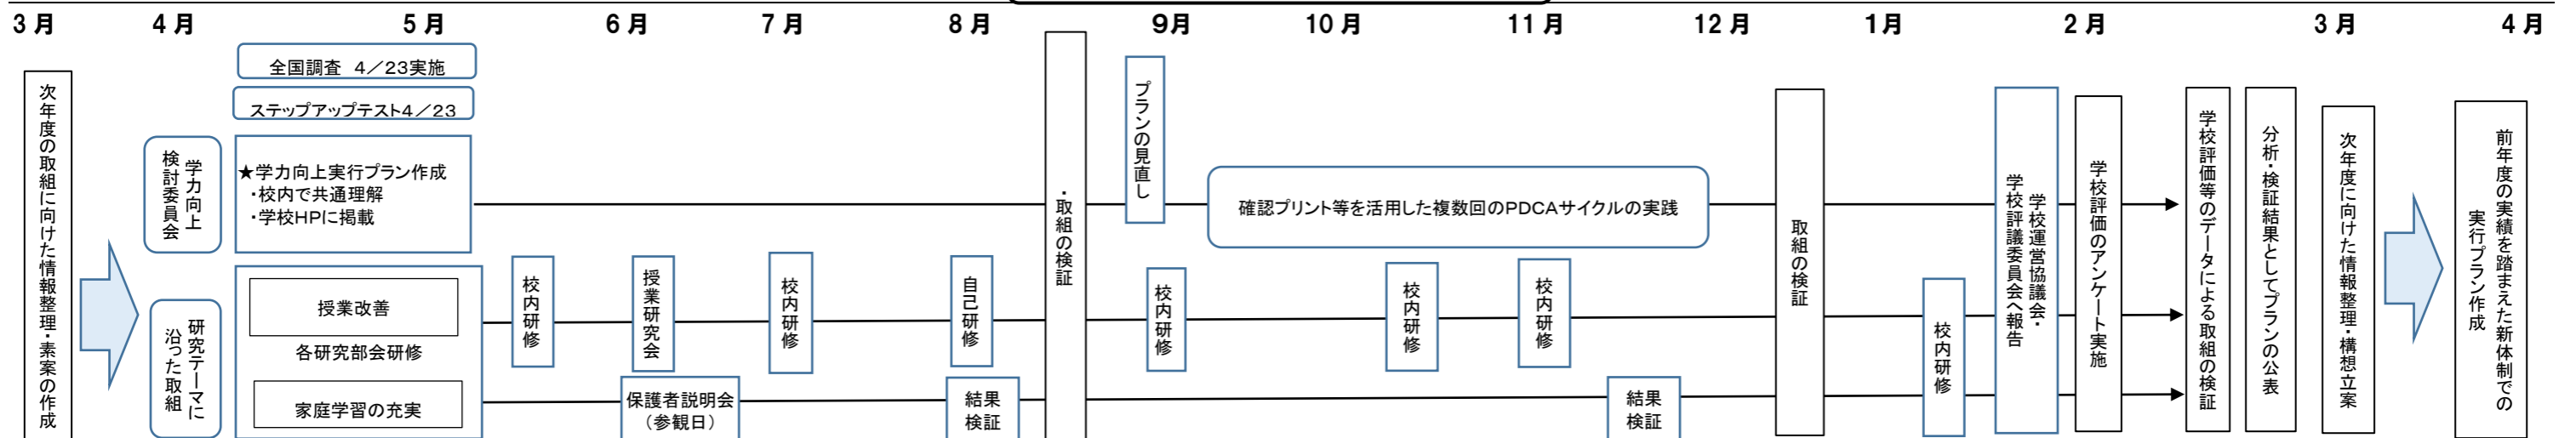 3月 4月 5月 6月 7月 8月 9月 10月 11月 12月 1月 2月 3月 4月
次年度の取組に向けた情報整理・素案の作成
学力向上
検討委員会
研究テーマに
沿った取組
全国調査 4/23実施
ステップアップテスト4/23
★学力向上実行プラン作成
・校内で共通理解
・学校HPに掲載
授業改善
各研究部会研修
家庭学習の充実
校内研修
授業研究会
保護者説明会
(参観日)
校内研修
自己研修
結果
検証
・取組の検証
プランの見直し
校内研修
確認プリント等を活用した複数回のPDCAサイクルの実践
校内研修
校内研修
結果
検証
取組の検証
校内研修
学校運営協議会・
学校評議委員会へ報告
学校評価のアンケート実施
学校評価等のデータによる取組の検証
分析・検証結果としてプランの公表
次年度に向けた情報整理・構想立案
前年度の実績を踏まえた新体制での
実行プラン作成